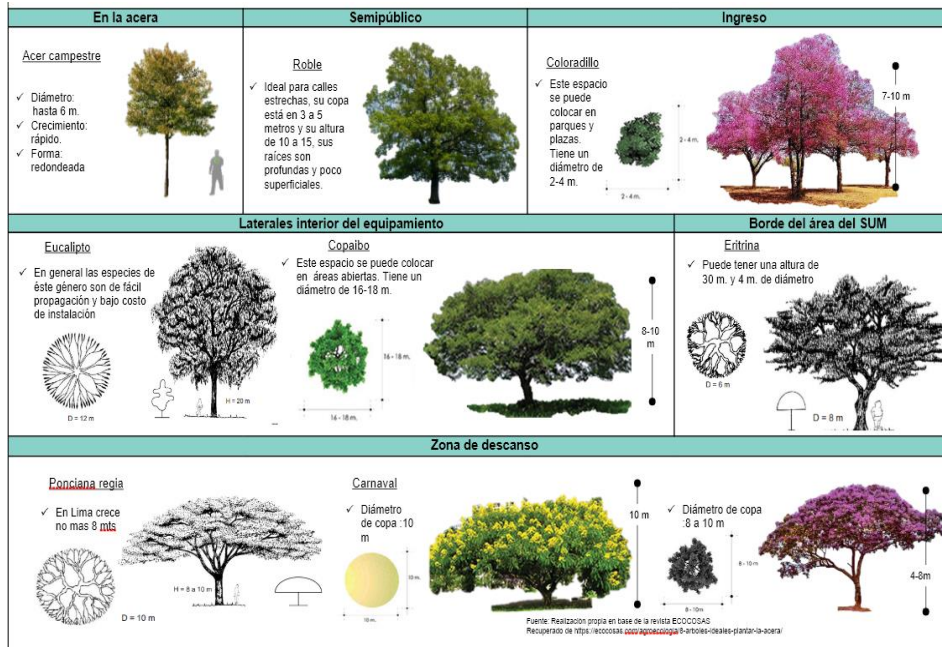 En la acera
Semipúblico
Ingreso
Acer campestre
✓ Diámetro:
hasta 6 m.
✓ Crecimiento:
rápido.
✓ Forma:
redondeada
Roble
✓ Ideal para calles
estrechas, su copa
está en 3 a 5
metros y su altura
de 10 a 15, sus
raíces son
profundas y poco
superficiales.
Coloradillo
✓ Este espacio
se puede
colocar en
parques y
plazas.
Tiene un
diámetro de
2-4 m.
2 - 4 m.
2 - 4 m.
7-10 m
Laterales interior del equipamiento
Borde del área del SUM
Eucalipto
✓ En general las especies de
éste género son de fácil
propagación y bajo costo
de instalación
D = 12 m
H = 20 m
Copaibo
✓ Este espacio se puede colocar
en áreas abiertas. Tiene un
diámetro de 16-18 m.
16 - 18 m.
16 - 18 m.
8-10
m
Eritrina
✓ Puede tener una altura de
30 m. y 4 m. de diámetro
D = 6 m
D = 8 m
Zona de descanso
Ponciana regia
✓ En Lima crece
no mas 8 mts
D = 10 m
H = 8 a 10 m
Carnaval
✓ Diámetro
de copa :10
m
10 m.
10 m.
10 m
✓ Diámetro de copa
:8 a 10 m
8 - 10 m
8 - 10m
4-8m
Fuente: Realización propia en base de la revista ECOCOSAS
Recuperado de https://ecocosas.com/agroecologia/8-arboles-ideales-plantar-la-acera/